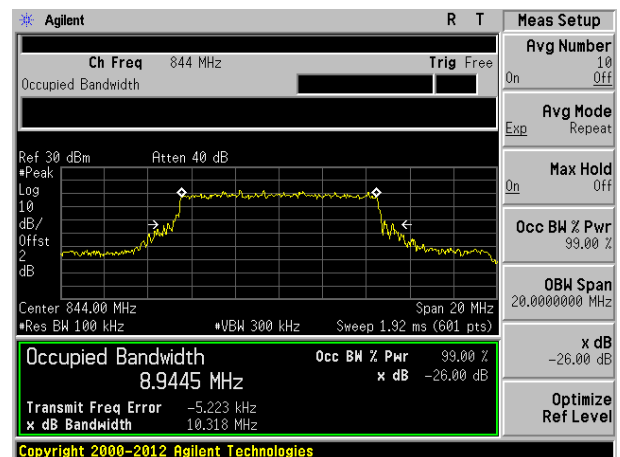 Agilent R T
Ch Freq 844 MHz Trig Free
Occupied Bandwidth
Ref 30 dBm Atten 40 dB
#Peak
Log
10
dB/
Offst
2
dB
Center 844.00 MHz Span 20 MHz
#Res BW 100 kHz #VBW 300 kHz Sweep 1.92 ms (601 pts)
Occupied Bandwidth Occ BW % Pwr 99.00 %
8.9445 MHz x dB -26.00 dB
Transmit Freq Error -5.223 kHz
x dB Bandwidth 10.318 MHz
Copyright 2000-2012 Agilent Technologies
Meas Setup
Avg Number
10
On Off
Avg Mode
Exp Repeat
Max Hold
On Off
Occ BW % Pwr
99.00 %
OBW Span
20.0000000 MHz
x dB
-26.00 dB
Optimize
Ref Level